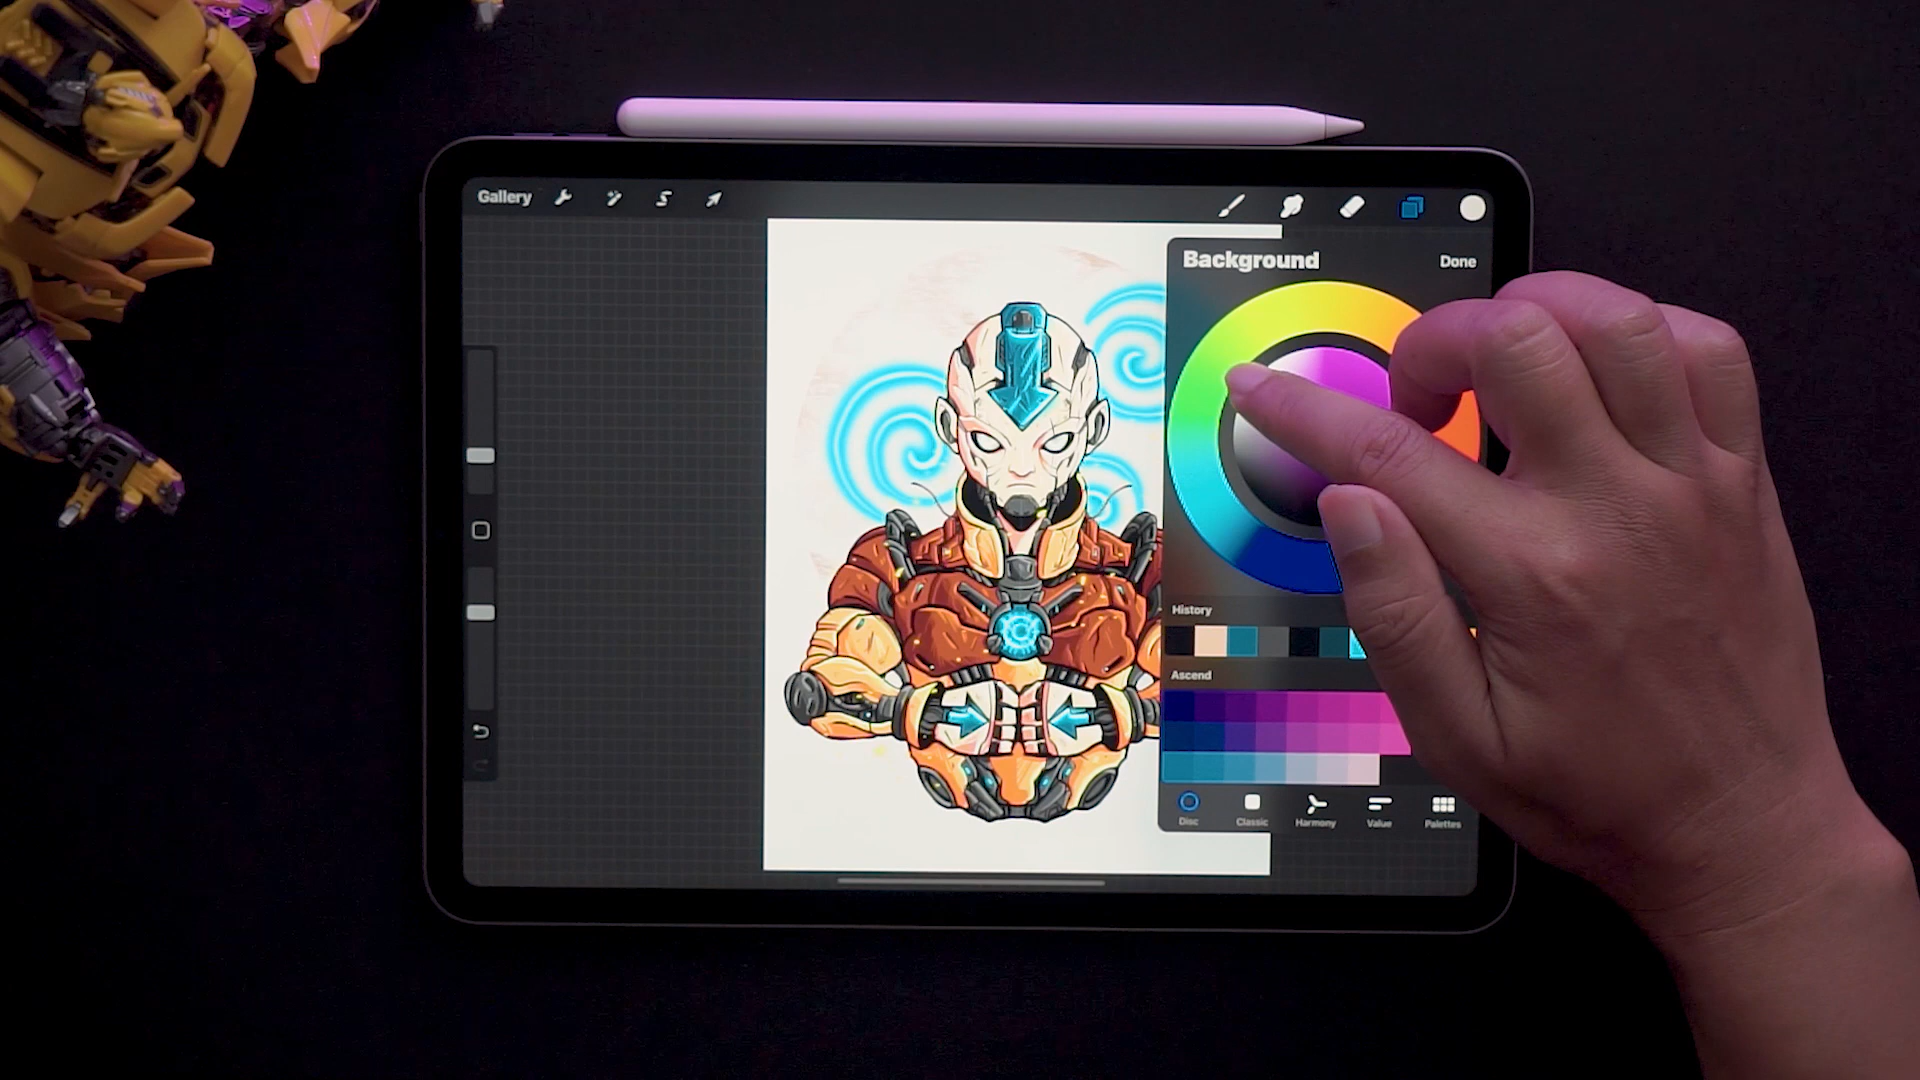 Gallery
Background
Done
History
Ascend
Disc
Classic
Harmony
Value
Palettes